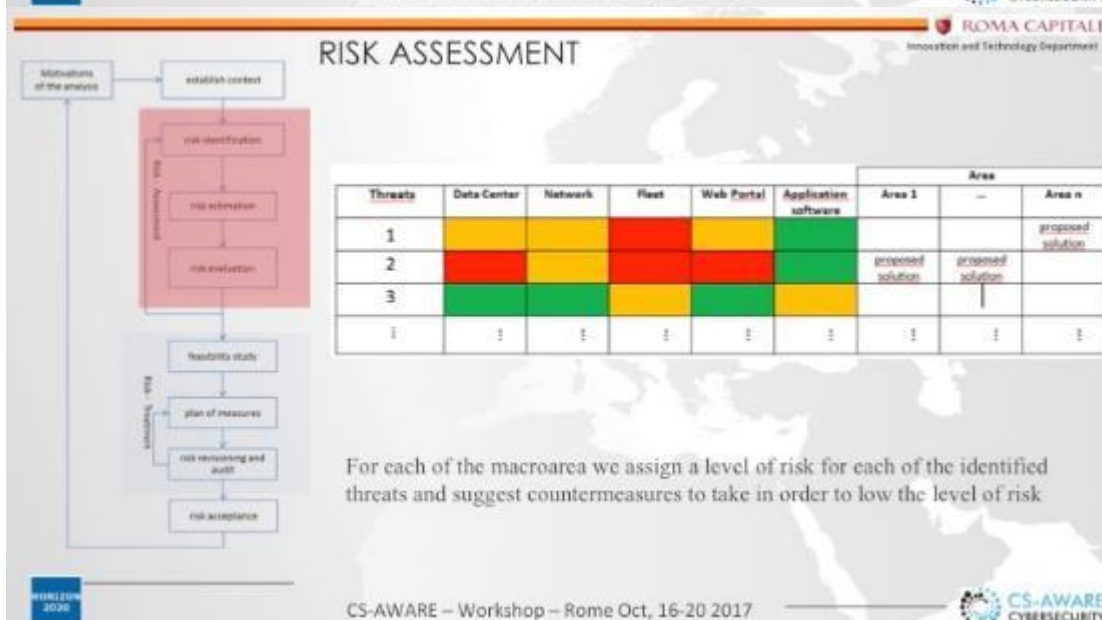 ROMA CAPITALE
Innovation and Technology Department
RISK ASSESSMENT
Motivations
of the analysis
establish context
risk identification
risk estimation
risk evaluation
Risk - Assessment
feasibility study
plan of measures
risk revisioning and
audit
Risk - Treatment
risk acceptance
Area
Threats Data Center Network Fleet Web Portal Application Area 1 ... Area n
software
1 proposed
solution
2 proposed proposed
solution solution
3
⋮ ⋮ ⋮ ⋮ ⋮ ⋮ ⋮ ⋮ ⋮
For each of the macroarea we assign a level of risk for each of the identified
threats and suggest countermeasures to take in order to low the level of risk
HORIZON
2020
CS-AWARE – Workshop – Rome Oct, 16-20 2017
CS-AWARE
CYBERSECURITY